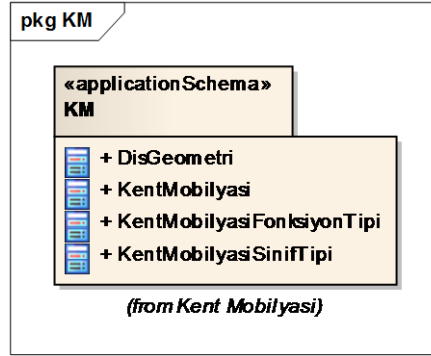 pkg KM
«applicationSchema»
KM
+ DisGeometri
+ KentMobilyasi
+ KentMobilyasiFonksiyonTipi
+ KentMobilyasiSinifTipi
(from Kent Mobilyasi)